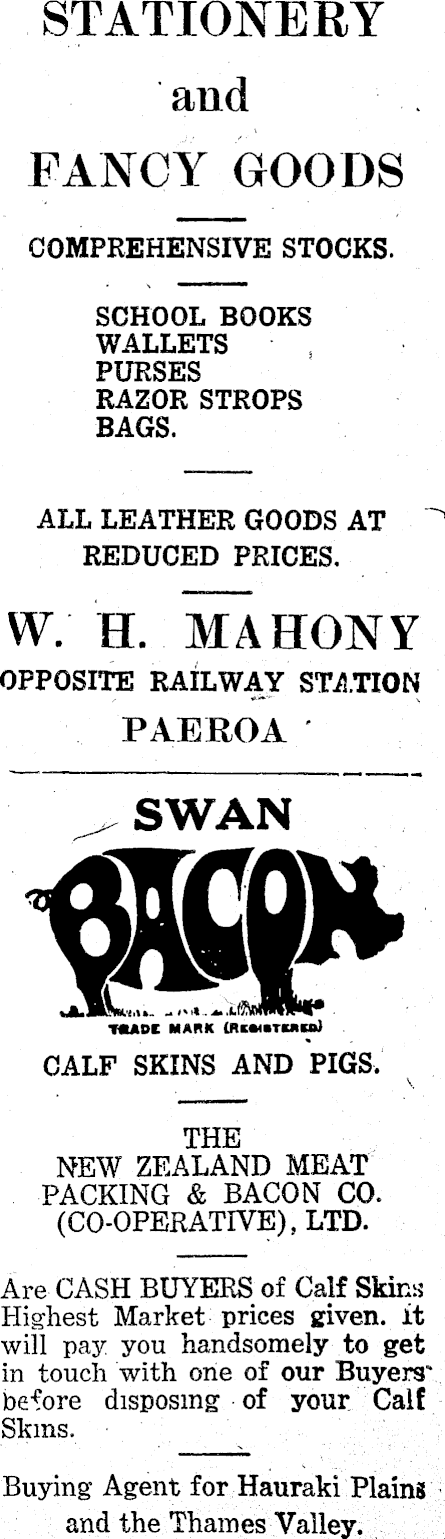 STATIONERY
and
FANCY GOODS
COMPREHENSIVE STOCKS.
SCHOOL BOOKS
WALLETS
PURSES
RAZOR STROPS
BAGS.
ALL LEATHER GOODS AT
REDUCED PRICES.
W. H. MAHONY
OPPOSITE RAILWAY STATION
PAEROA
SWAN
BACON
TRADE MARK (REGISTERED)
CALF SKINS AND PIGS.
THE
NEW ZEALAND MEAT
PACKING & BACON CO.
(CO-OPERATIVE), LTD.
Are CASH BUYERS of Calf Skins
Highest Market prices given. It
will pay you handsomely to get
in touch with one of our Buyers
before disposing of your Calf
Skins.
Buying Agent for Hauraki Plains
and the Thames Valley.